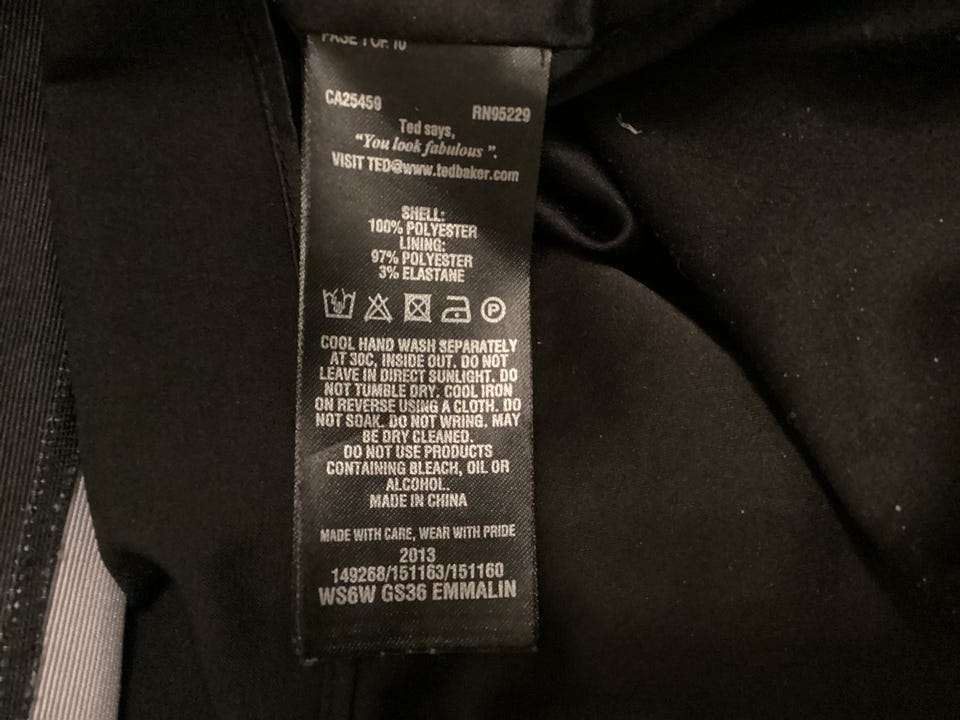 PAGE 1 OF 10
CA25459
RN95229
Ted says,
"You look fabulous ".
VISIT TED@www.tedbaker.com
SHELL:
100% POLYESTER
LINING:
97% POLYESTER
3% ELASTANE
P
COOL HAND WASH SEPARATELY
AT 30C, INSIDE OUT. DO NOT
LEAVE IN DIRECT SUNLIGHT. DO
NOT TUMBLE DRY. COOL IRON
ON REVERSE USING A CLOTH. DO
NOT SOAK. DO NOT WRING. MAY
BE DRY CLEANED.
DO NOT USE PRODUCTS
CONTAINING BLEACH, OIL OR
ALCOHOL.
MADE IN CHINA
MADE WITH CARE, WEAR WITH PRIDE
2013
149268/151163/151160
WS6W GS36 EMMALIN